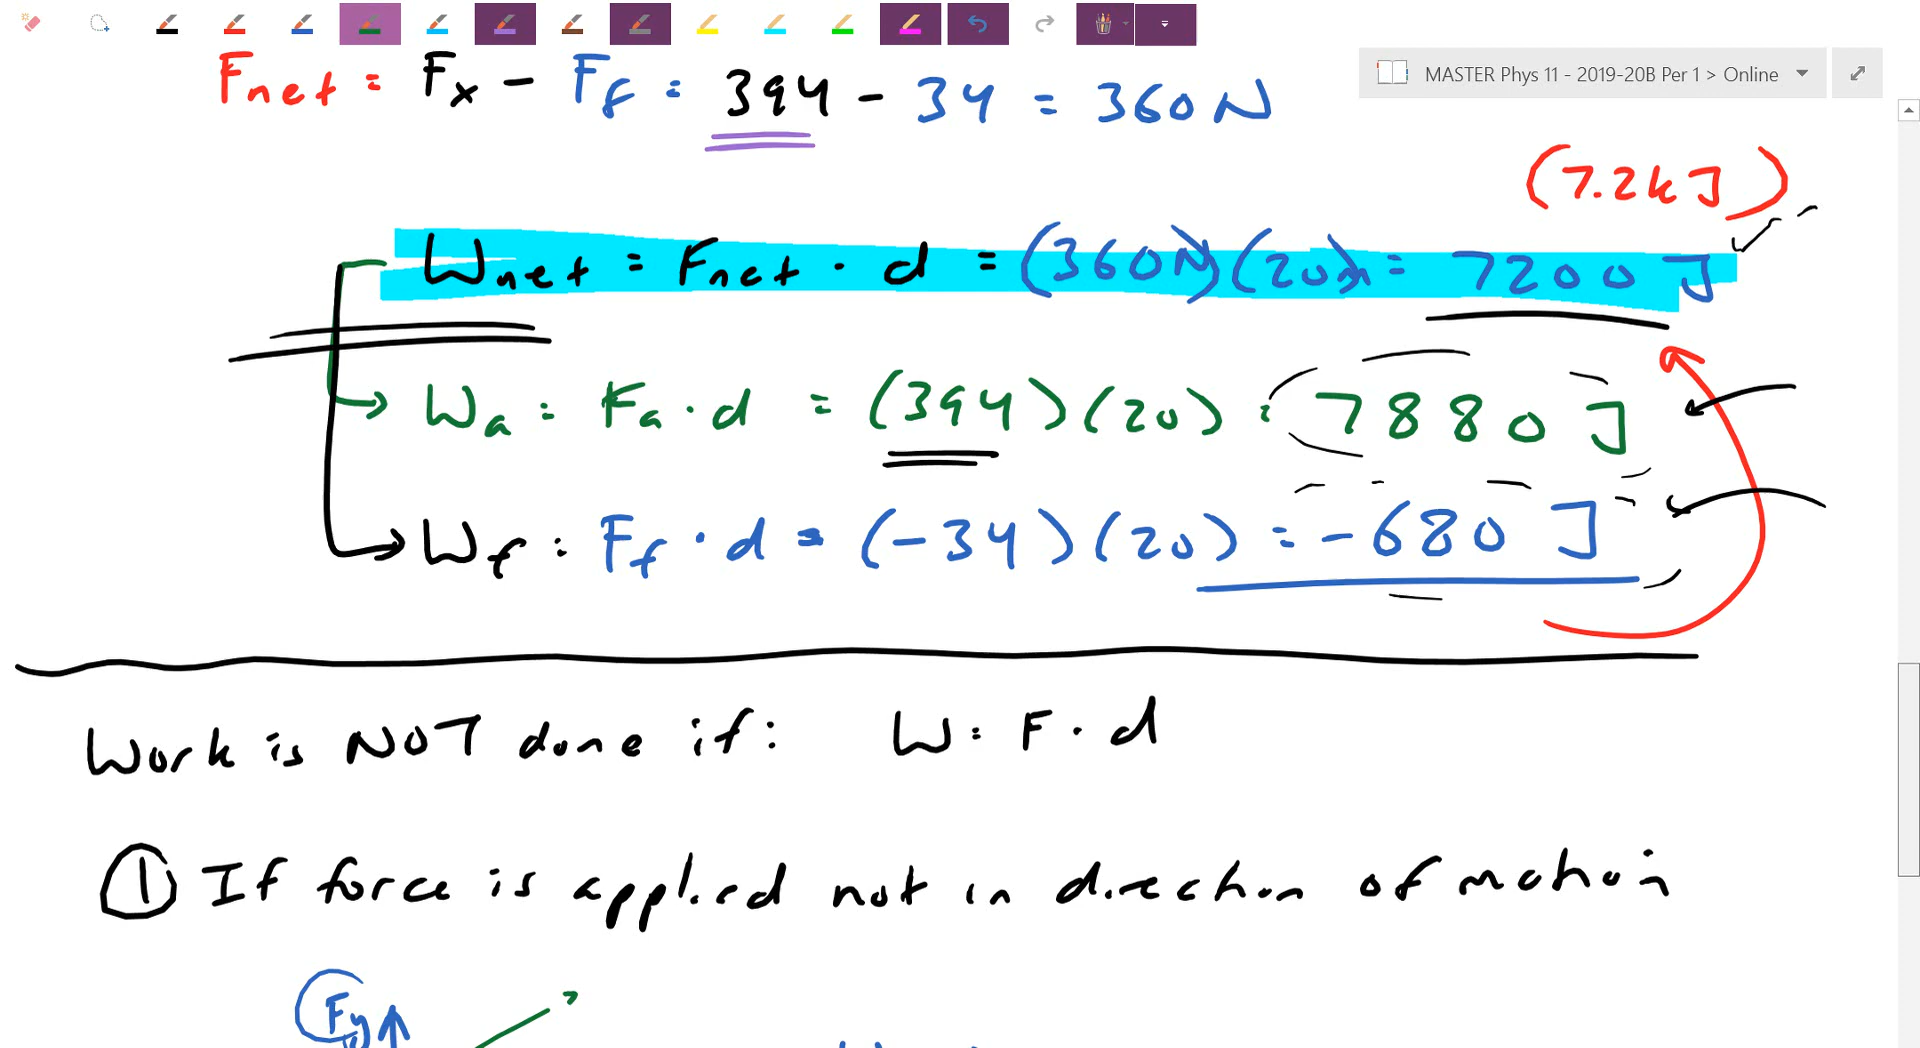 Fnet = Fx - Ff = 394 - 34 = 360N
MASTER Phys 11 - 2019-20B Per 1 > Online
(7.2kJ)
Wnet = Fnet · d = (360N)(20m = 7200 J
Wa = Fa · d = (394)(20) = 7880 J
Wf = Ff · d = (-34)(20) = -680 J
Work is NOT done if: W = F · d
① If force is applied not in direction of motion
Fy